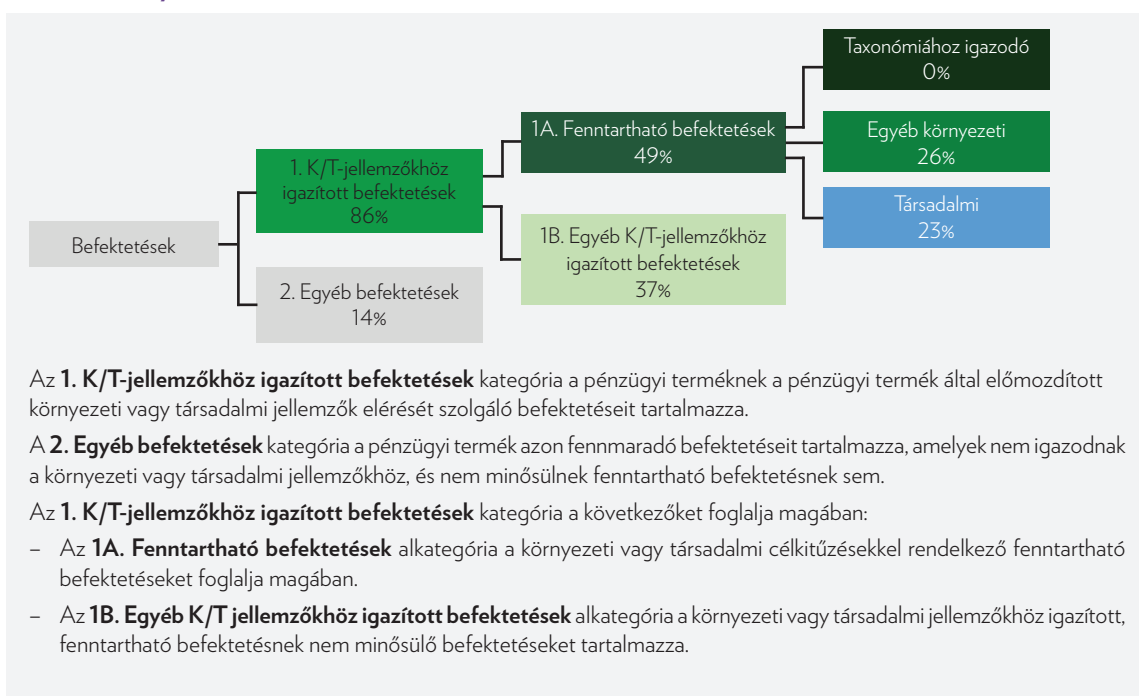 Taxonómiához igazodó
0%
1A. Fenntartható befektetések
49%
Egyéb környezeti
26%
1. K/T-jellemzőkhöz
igazított befektetések
86%
Társadalmi
23%
Befektetések
1B. Egyéb K/T-jellemzőkhöz
igazított befektetések
37%
2. Egyéb befektetések
14%
Az 1. K/T-jellemzőkhöz igazított befektetések kategória a pénzügyi terméknek a pénzügyi termék által előmozdított
környezeti vagy társadalmi jellemzők elérését szolgáló befektetéseit tartalmazza.
A 2. Egyéb befektetések kategória a pénzügyi termék azon fennmaradó befektetéseit tartalmazza, amelyek nem igazodnak
a környezeti vagy társadalmi jellemzőkhöz, és nem minősülnek fenntartható befektetésnek sem.
Az 1. K/T-jellemzőkhöz igazított befektetések kategória a következőket foglalja magában:
– Az 1A. Fenntartható befektetések alkategória a környezeti vagy társadalmi célkitűzésekkel rendelkező fenntartható
befektetéseket foglalja magában.
– Az 1B. Egyéb K/T jellemzőkhöz igazított befektetések alkategória a környezeti vagy társadalmi jellemzőkhöz igazított,
fenntartható befektetésnek nem minősülő befektetéseket tartalmazza.